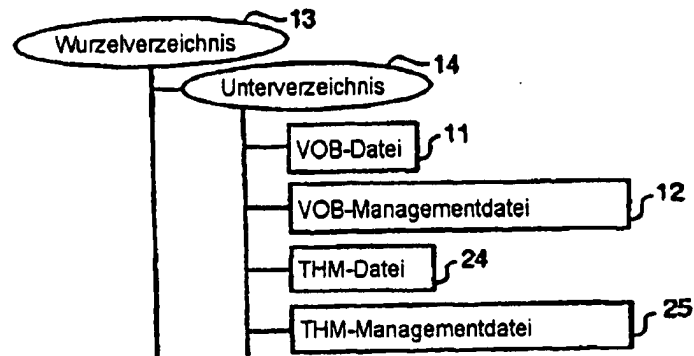 Wurzelverzeichnis 13
Unterverzeichnis 14
VOB-Datei 11
VOB-Managementdatei 12
THM-Datei 24
THM-Managementdatei 25